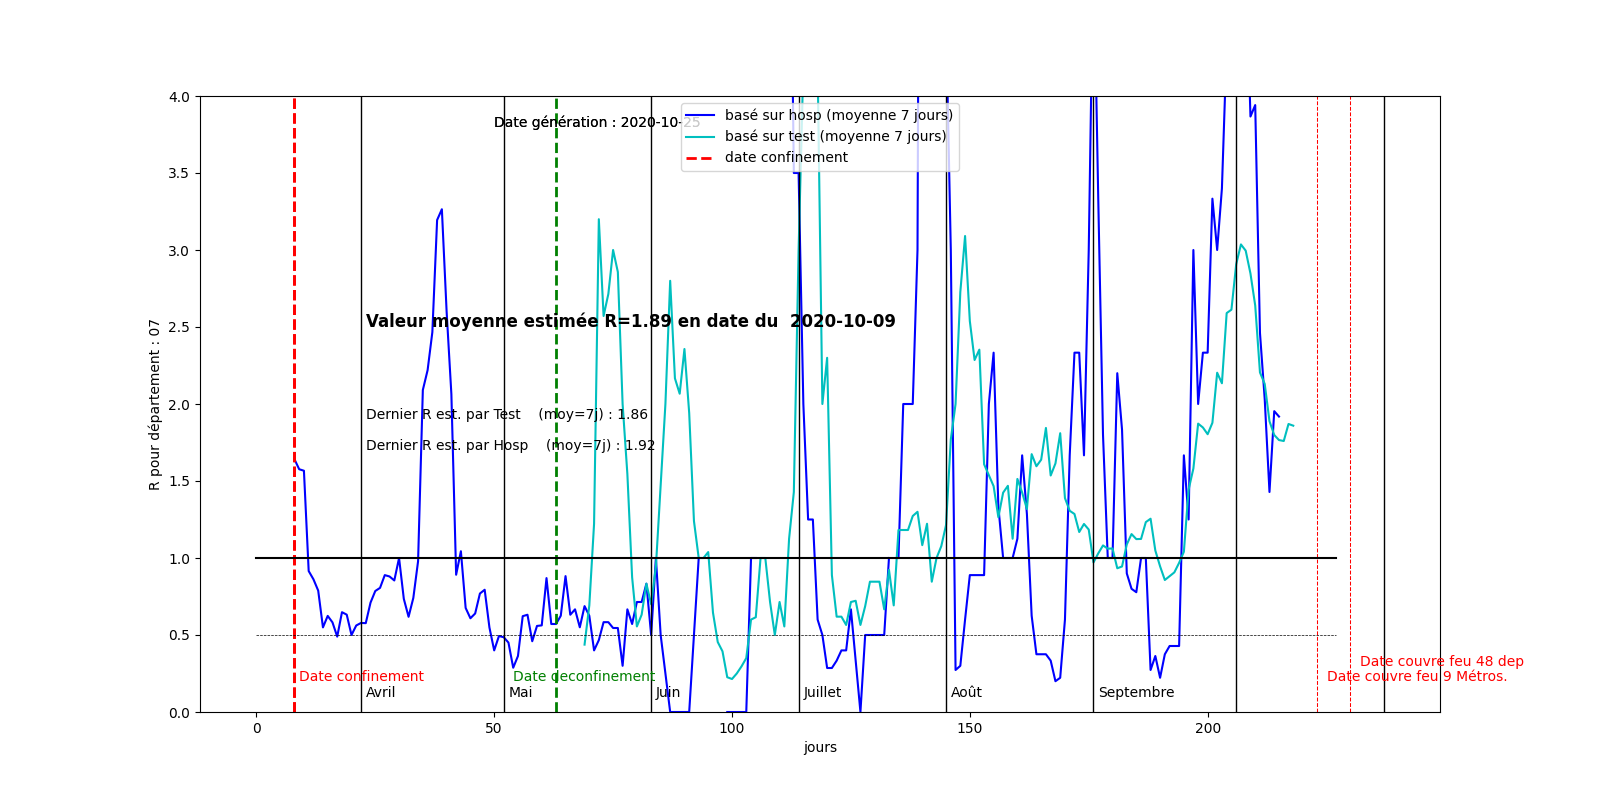 Date génération : 2020-10-25
basé sur hosp (moyenne 7 jours)
basé sur test (moyenne 7 jours)
date confinement
4.0
3.5
3.0
2.5
2.0
1.5
1.0
0.5
0.0
R pour département : 07
Valeur moyenne estimée R=1.89 en date du  2020-10-09
Dernier R est. par Test    (moy=7j) : 1.86
Dernier R est. par Hosp    (moy=7j) : 1.92
Date couvre feu 48 dep
Date confinement
Date deconfinement
Date couvre feu 9 Métros.
Avril
Mai
Juin
Juillet
Août
Septembre
0
50
100
150
200
jours